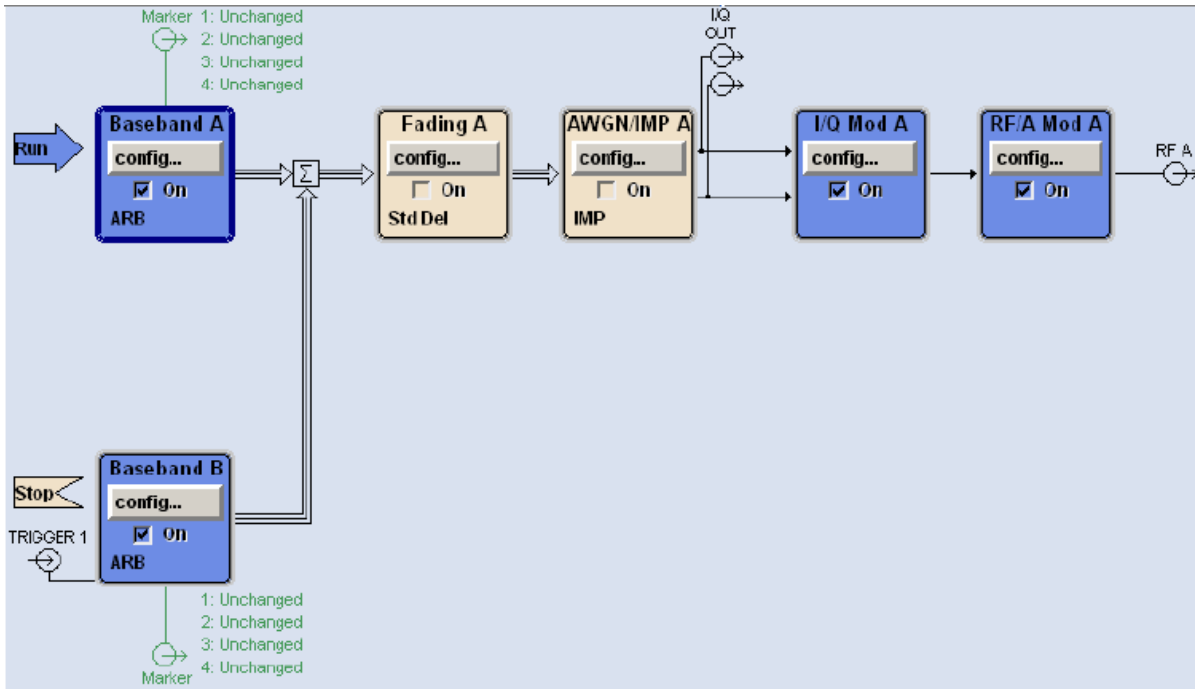 Marker 1: Unchanged
2: Unchanged
3: Unchanged
4: Unchanged
I/Q
OUT
Run
Baseband A
config...
On
ARB
Σ
Fading A
config...
On
Std Del
AWGN/IMP A
config...
On
IMP
I/Q Mod A
config...
On
RF/A Mod A
config...
On
RF A
Stop
TRIGGER 1
Baseband B
config...
On
ARB
1: Unchanged
2: Unchanged
3: Unchanged
4: Unchanged
Marker